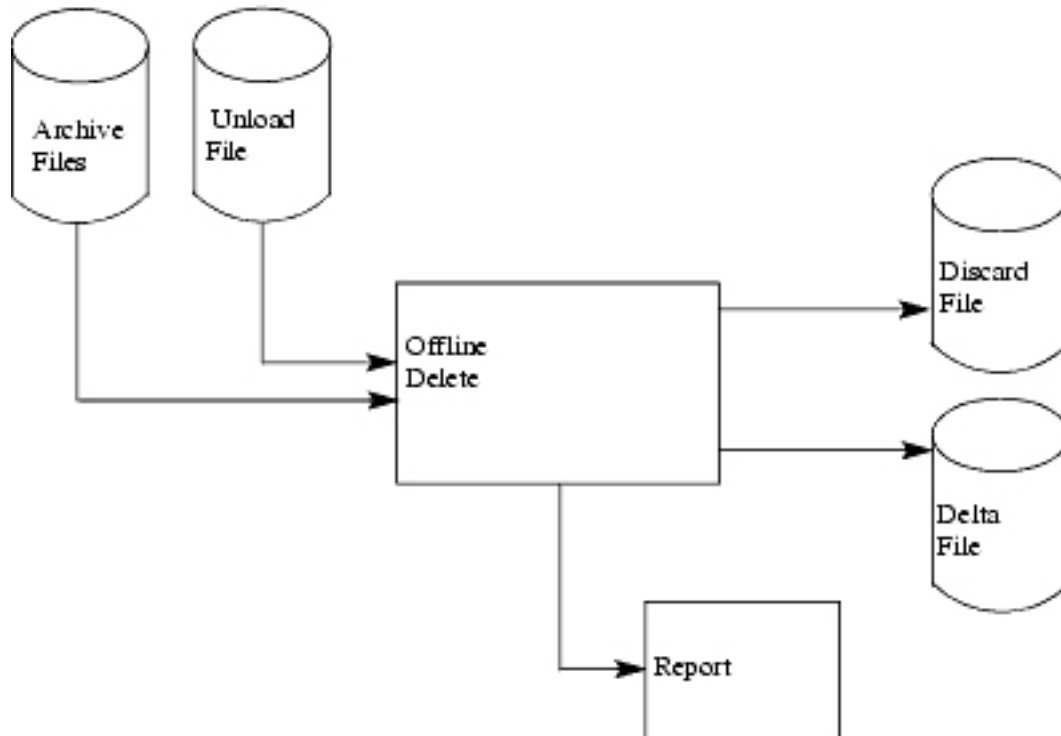 Archive
Files
Unload
File
Discard
File
Offline
Delete
Delta
File
Report